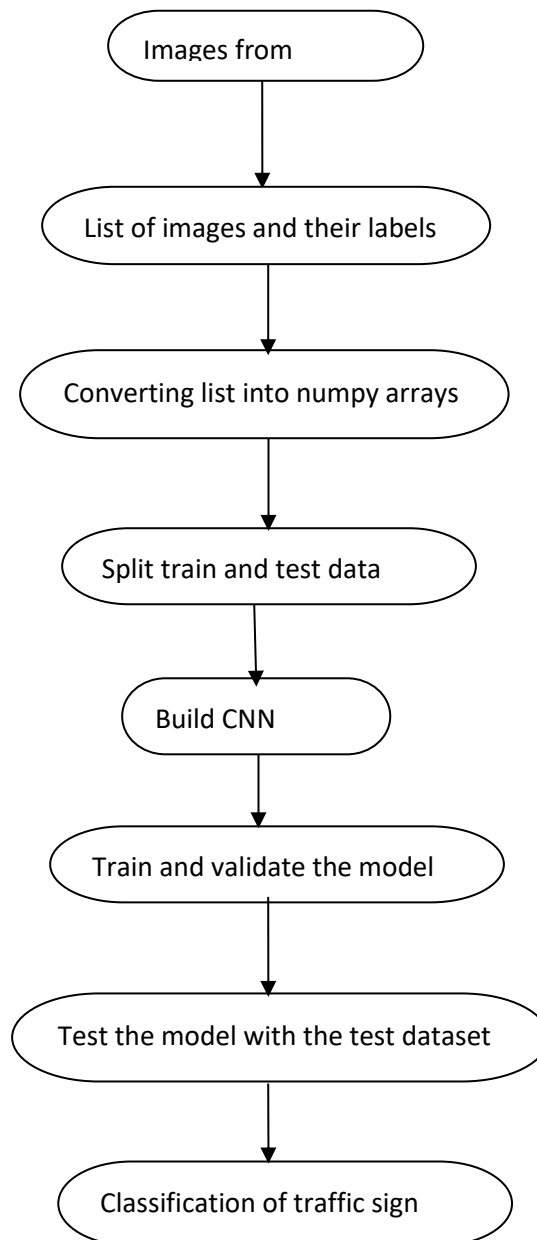 Images from
List of images and their labels
Converting list into numpy arrays
Split train and test data
Build CNN
Train and validate the model
Test the model with the test dataset
Classification of traffic sign